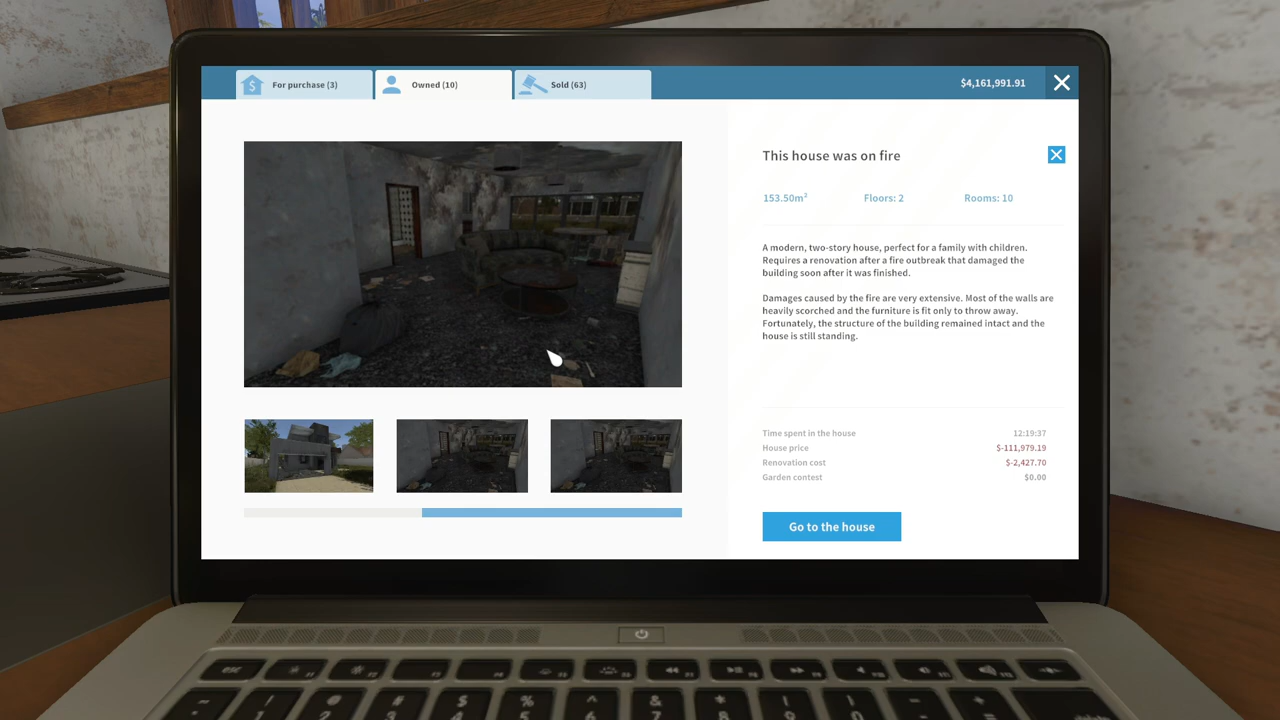 For purchase (3)
Owned (10)
Sold (63)
$4,161,991.91
This house was on fire
153.50m²
Floors: 2
Rooms: 10
A modern, two-story house, perfect for a family with children.
Requires a renovation after a fire outbreak that damaged the
building soon after it was finished.
Damages caused by the fire are very extensive. Most of the walls are
heavily scorched and the furniture is fit only to throw away.
Fortunately, the structure of the building remained intact and the
house is still standing.
Time spent in the house 12:19:37
House price $-111,979.19
Renovation cost $-2,427.70
Garden contest $0.00
Go to the house
esc